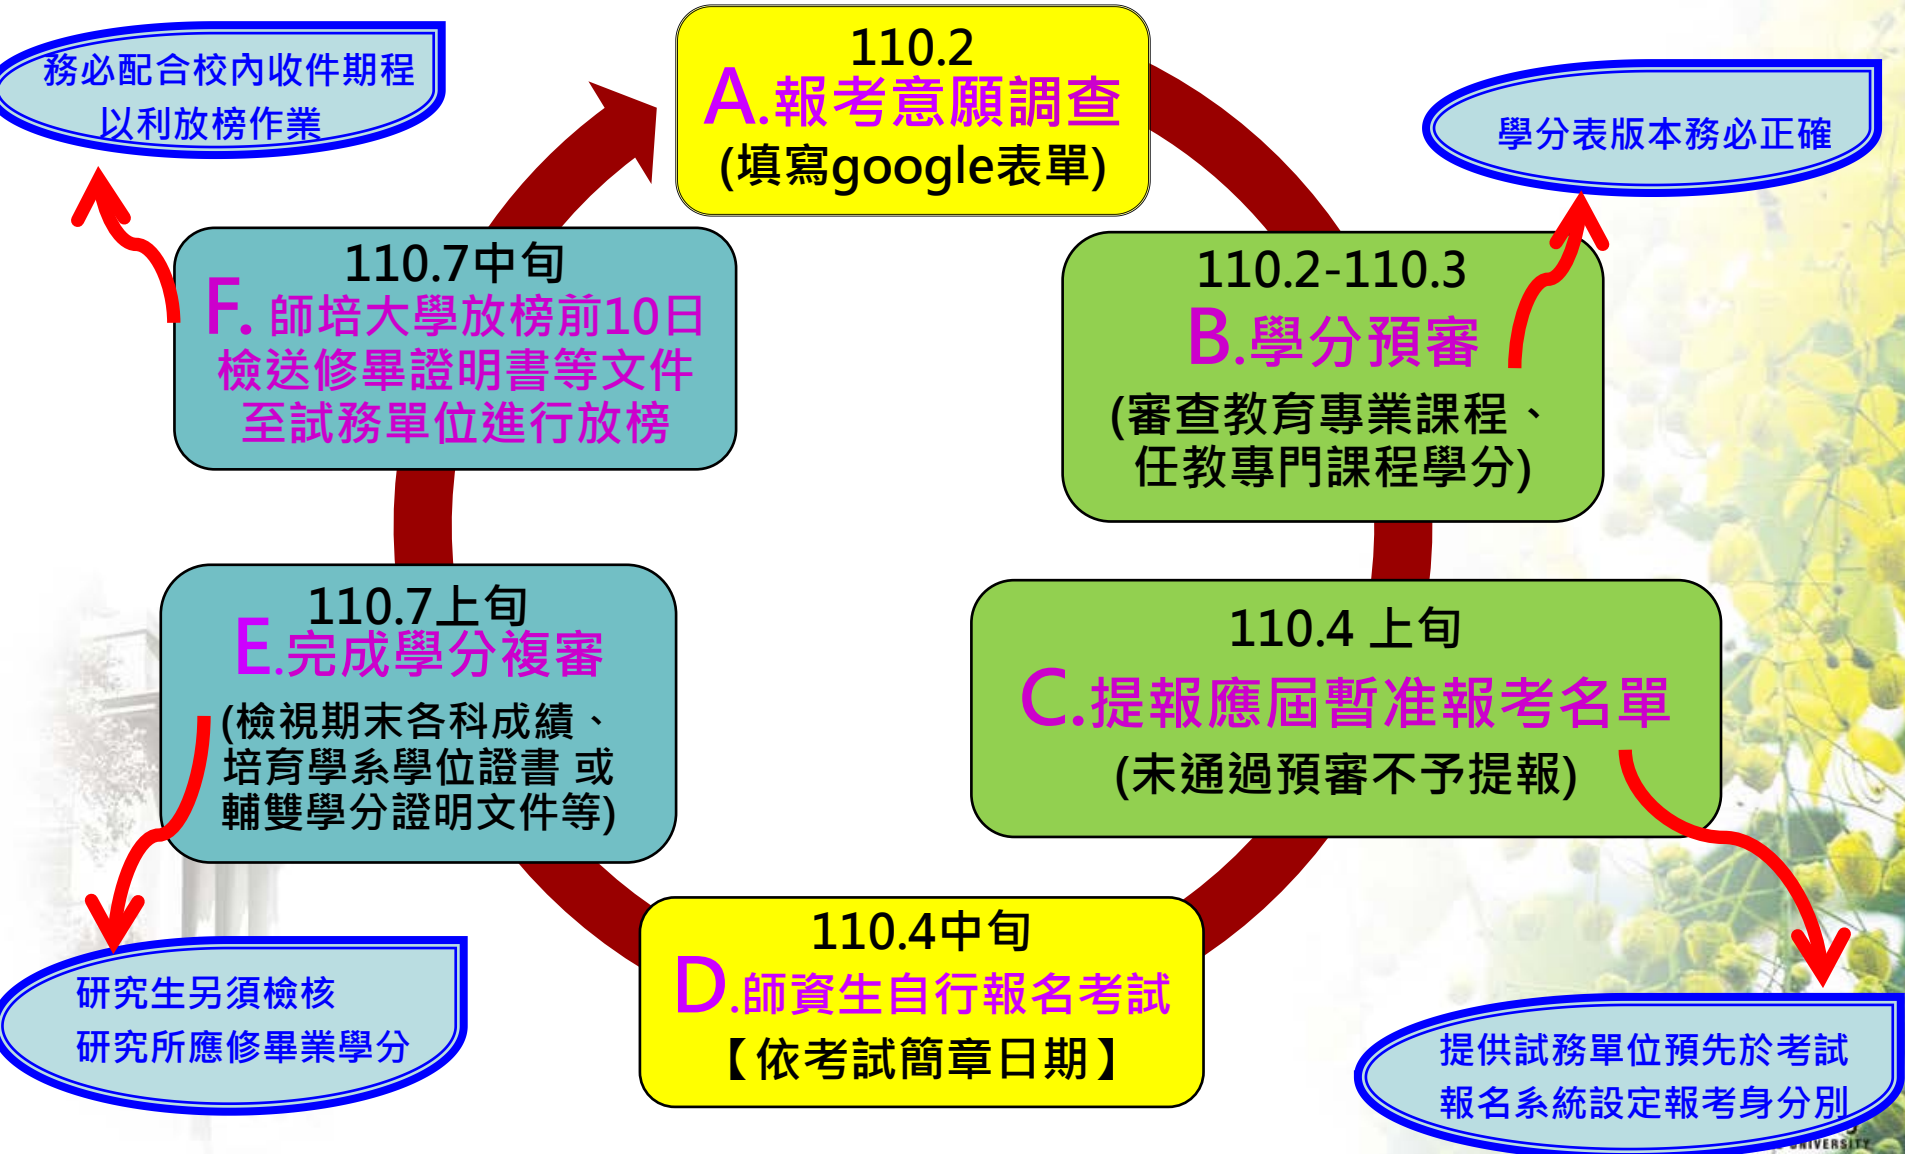 110.2
A.報考意願調查
(填寫google表單)
110.2-110.3
B.學分預審
(審查教育專業課程、
任教專門課程學分)
學分表版本務必正確
110.4 上旬
C.提報應屆暫准報考名單
(未通過預審不予提報)
提供試務單位預先於考試
報名系統設定報考身分別
110.4中旬
D.師資生自行報名考試
【依考試簡章日期】
110.7上旬
E.完成學分複審
(檢視期末各科成績、
培育學系學位證書 或
輔雙學分證明文件等)
研究生另須檢核
研究所應修畢業學分
110.7中旬
F. 師培大學放榜前10日
檢送修畢證明書等文件
至試務單位進行放榜
務必配合校內收件期程
以利放榜作業
UNIVERSITY